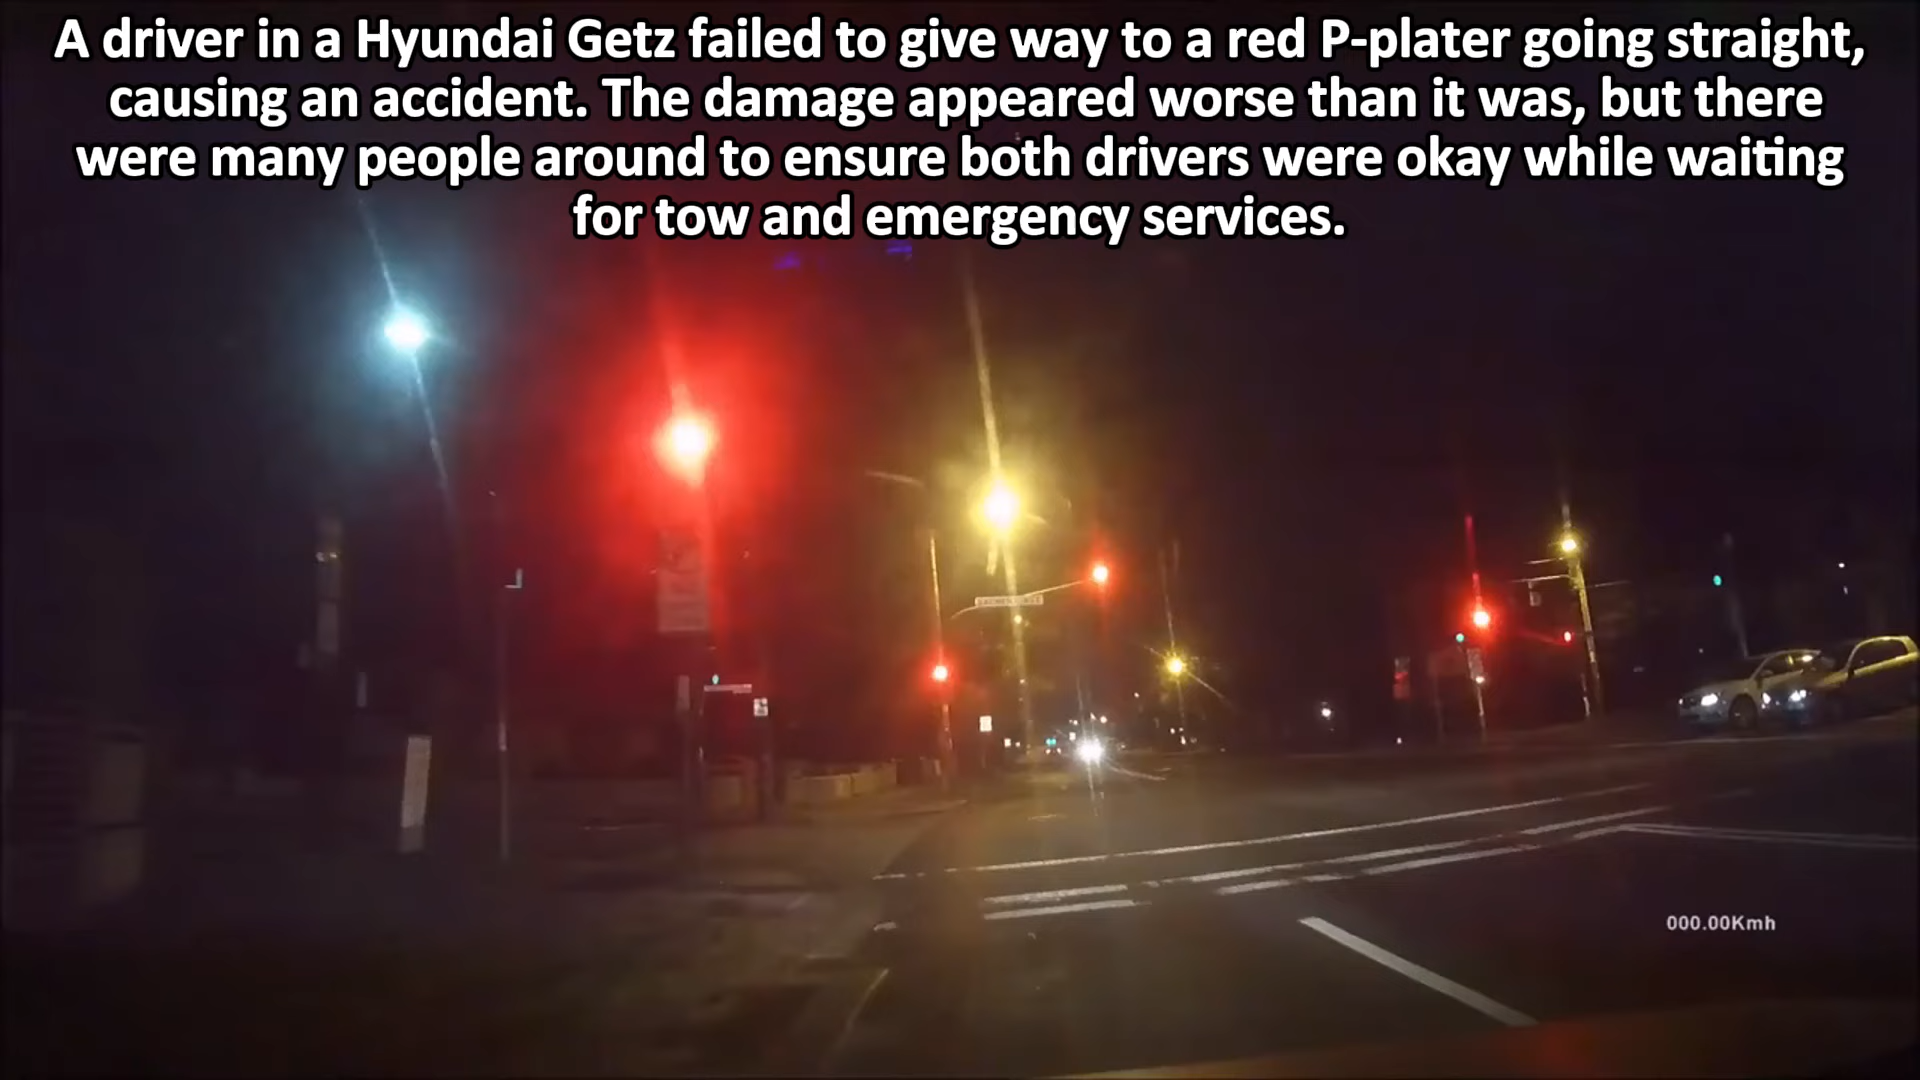 A driver in a Hyundai Getz failed to give way to a red P-plater going straight,
causing an accident. The damage appeared worse than it was, but there
were many people around to ensure both drivers were okay while waiting
for tow and emergency services.
000.00Kmh